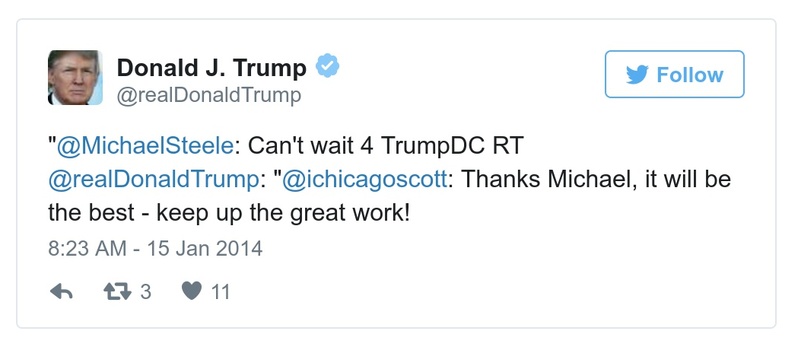 Donald J. Trump
@realDonaldTrump
Follow
"@MichaelSteele: Can't wait 4 TrumpDC RT
@realDonaldTrump: "@ichicagoscott: Thanks Michael, it will be
the best - keep up the great work!
8:23 AM - 15 Jan 2014
3 11